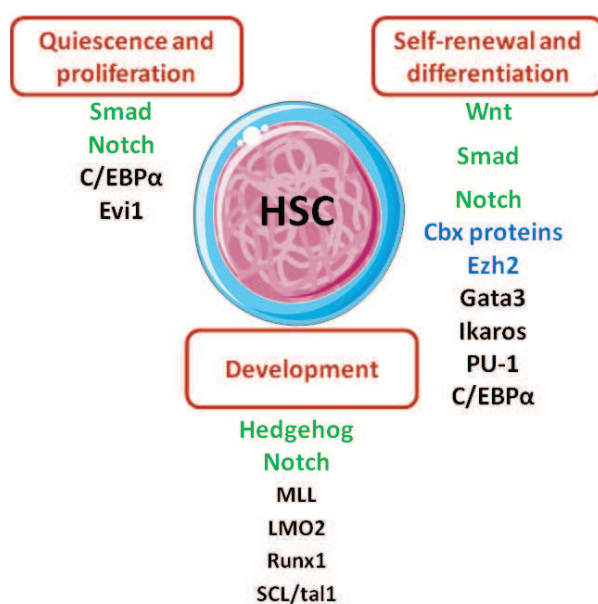 Quiescence and
proliferation
Smad
Notch
C/EBPα
Evi1
Self-renewal and
differentiation
Wnt
Smad
Notch
Cbx proteins
Ezh2
Gata3
Ikaros
PU-1
C/EBPα
HSC
Development
Hedgehog
Notch
MLL
LMO2
Runx1
SCL/tal1